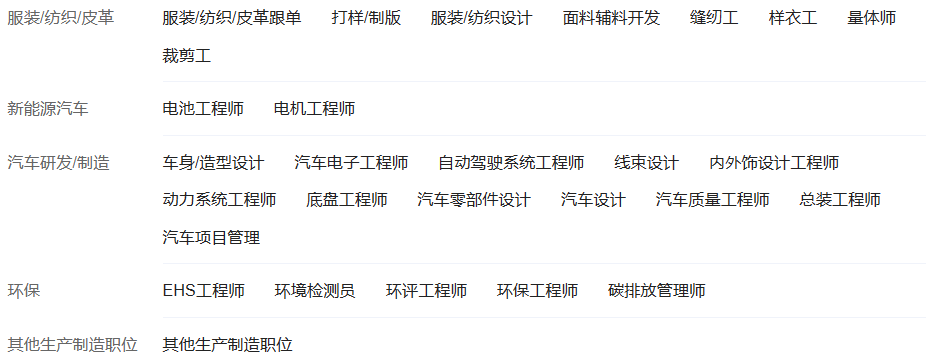 服装/纺织/皮革 服装/纺织/皮革跟单 打样/制版 服装/纺织设计 面料辅料开发 缝纫工 样衣工 量体师
裁剪工
新能源汽车 电池工程师 电机工程师
汽车研发/制造 车身/造型设计 汽车电子工程师 自动驾驶系统工程师 线束设计 内外饰设计工程师
动力系统工程师 底盘工程师 汽车零部件设计 汽车设计 汽车质量工程师 总装工程师
汽车项目管理
环保 EHS工程师 环境检测员 环评工程师 环保工程师 碳排放管理师
其他生产制造职位 其他生产制造职位